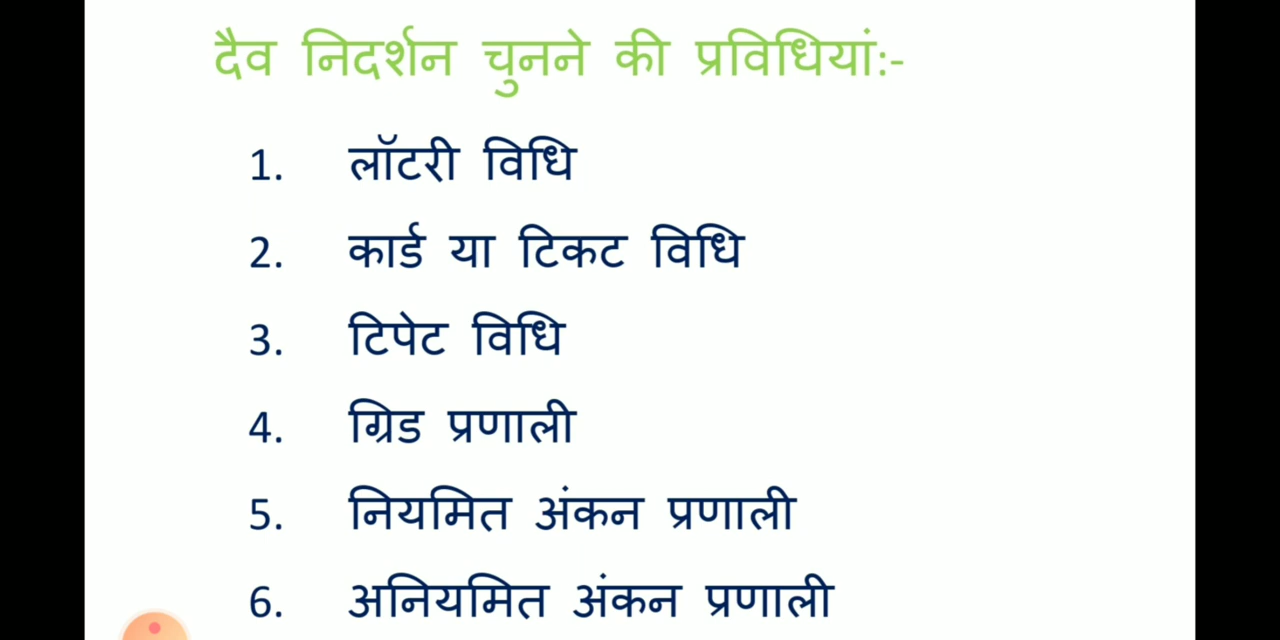 दैव निदर्शन चुनने की प्रविधियां:-
1. लॉटरी विधि
2. कार्ड या टिकट विधि
3. टिपेट विधि
4. ग्रिड प्रणाली
5. नियमित अंकन प्रणाली
6. अनियमित अंकन प्रणाली